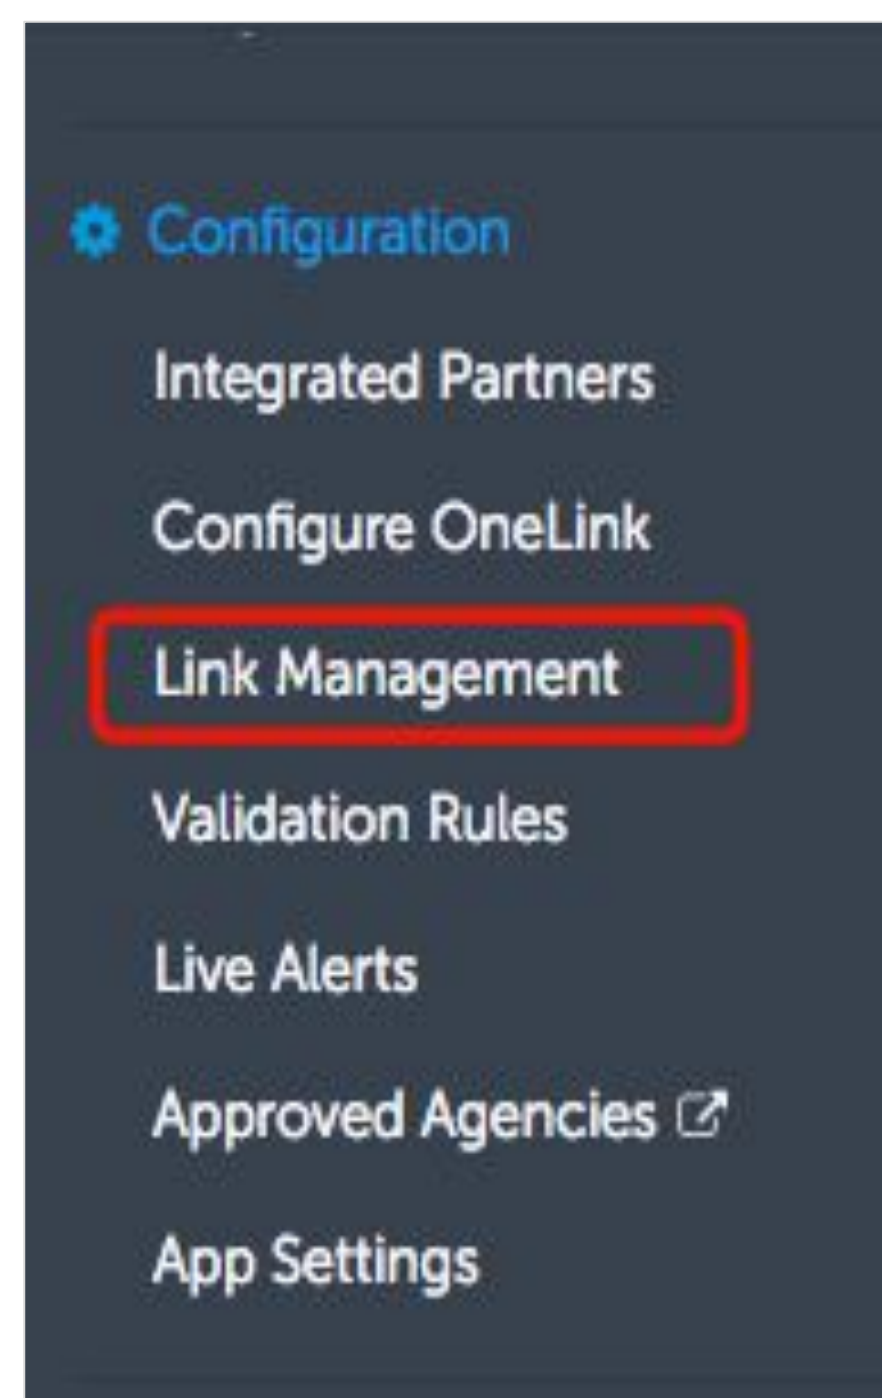 Configuration
Integrated Partners
Configure OneLink
Link Management
Validation Rules
Live Alerts
Approved Agencies
App Settings